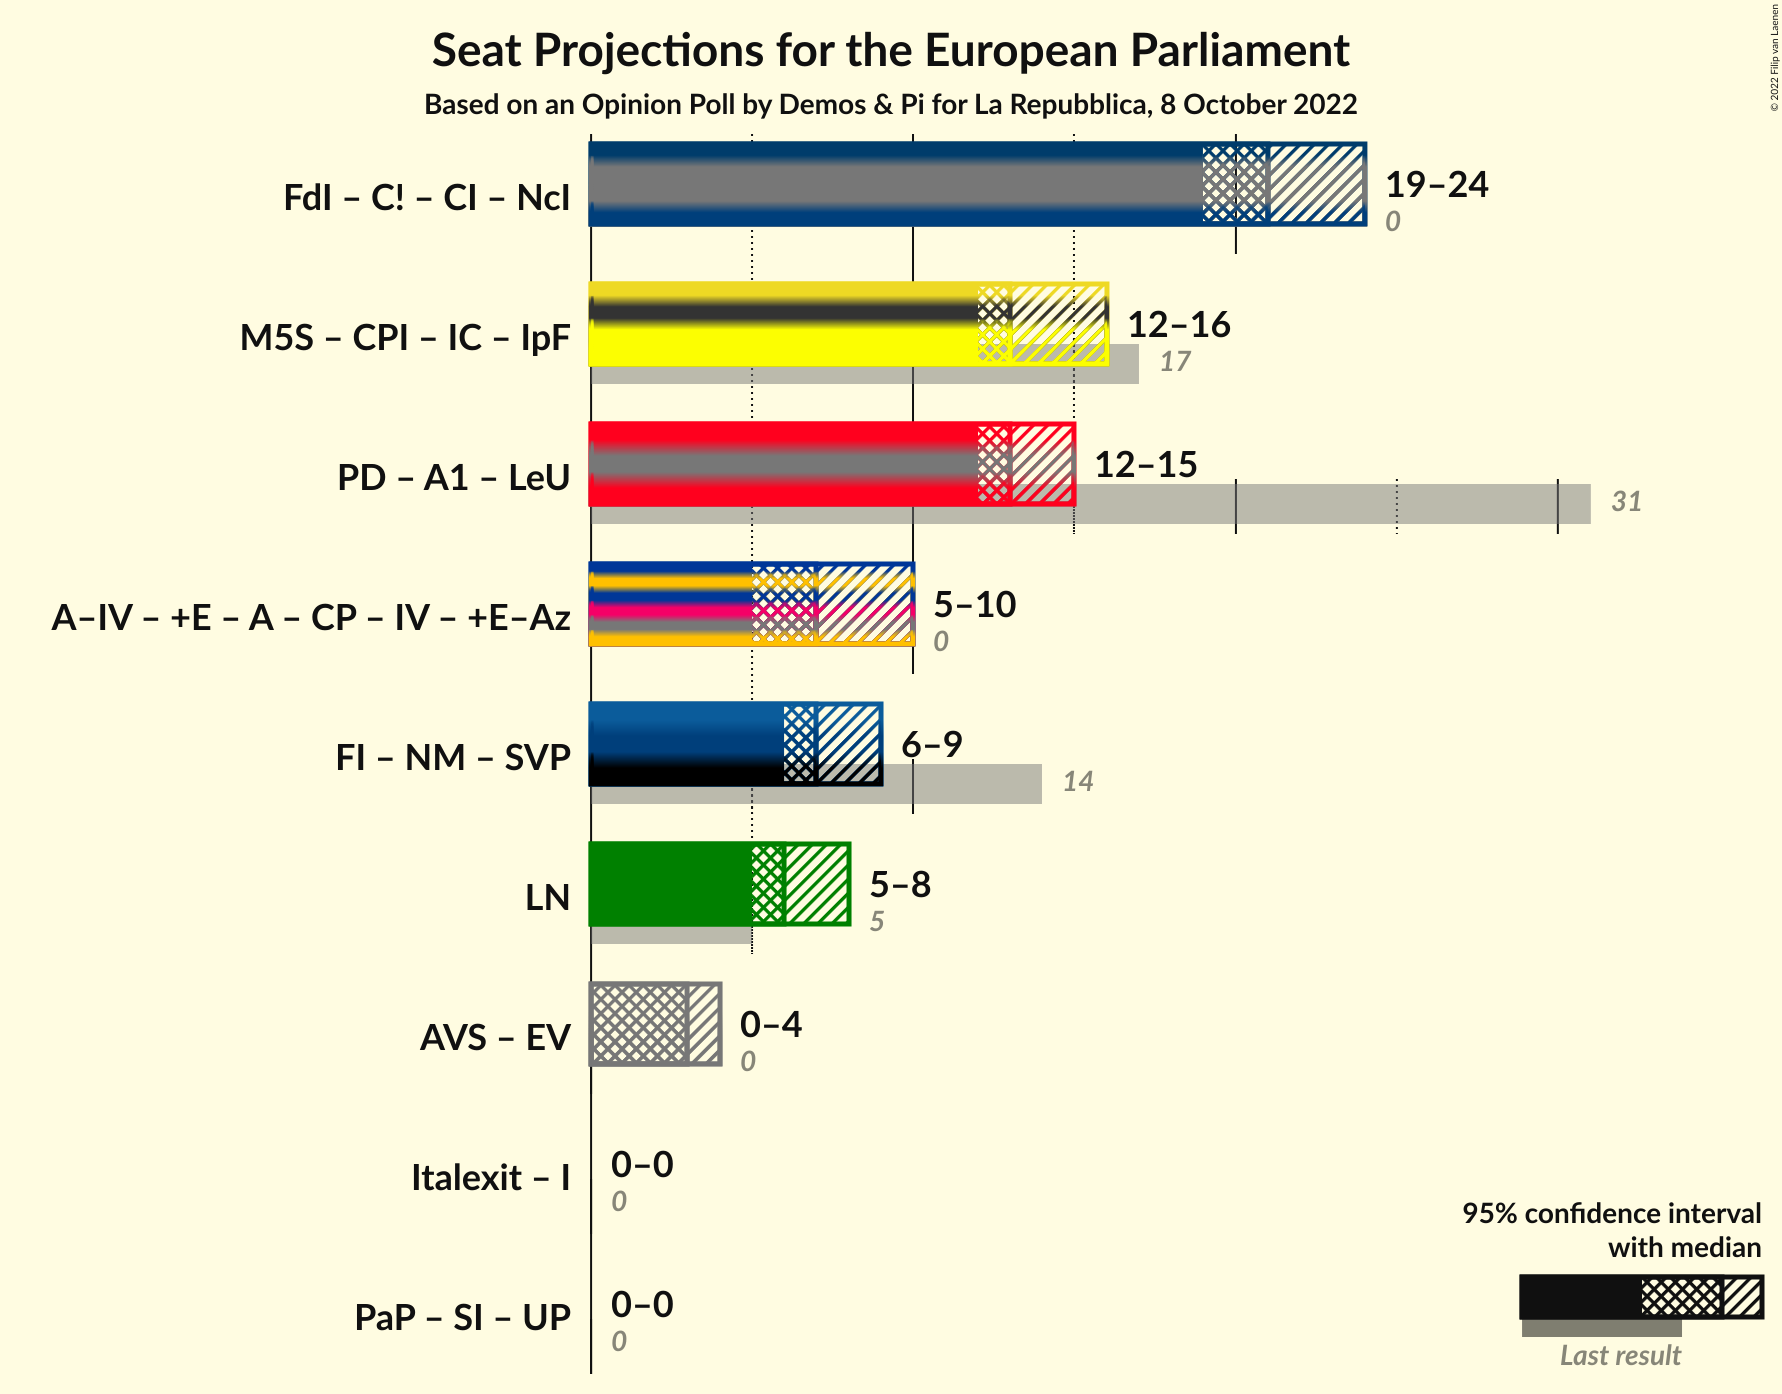 Seat Projections for the European Parliament
Based on an Opinion Poll by Demos & Pi for La Repubblica, 8 October 2022
© 2022 Filip van Laenen
FdI – C! – CI – NcI
19–24
0
M5S – CPI – IC – IpF
12–16
17
PD – A1 – LeU
12–15
31
A–IV – +E – A – CP – IV – +E–Az
5–10
0
FI – NM – SVP
6–9
14
LN
5–8
5
AVS – EV
0–4
0
Italexit – I
0–0
0
PaP – SI – UP
0–0
0
95% confidence interval
with median
Last result